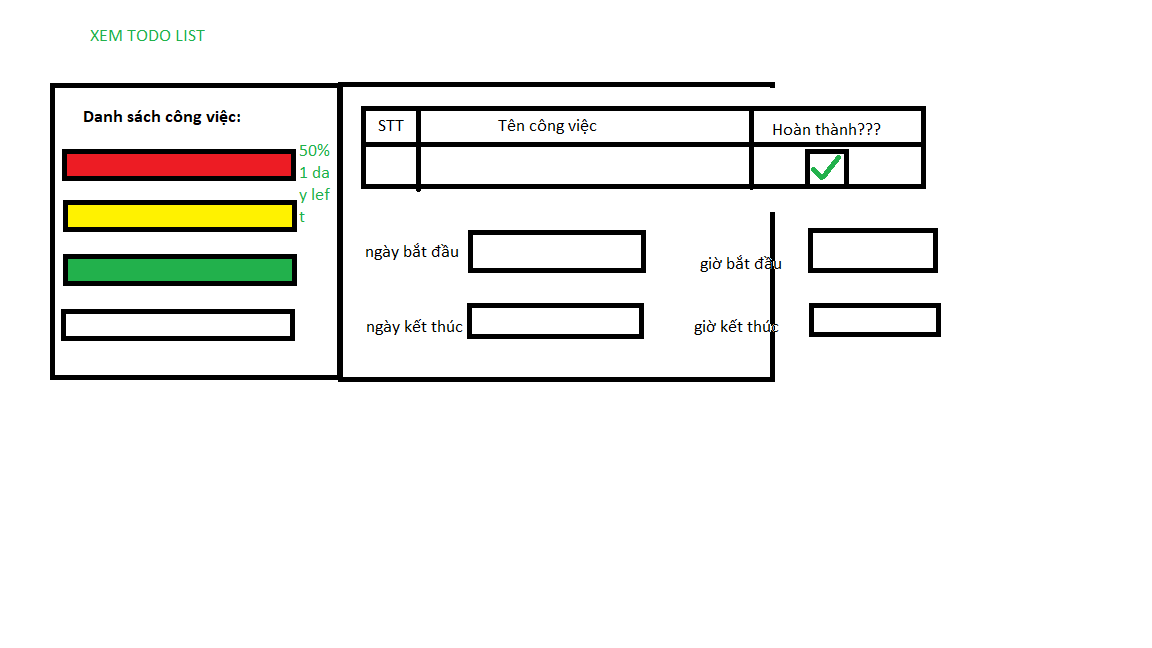 XEM TODO LIST
Danh sách công việc:
50%
1 da
y lef
t
STT
Tên công việc
Hoàn thành???
ngày bắt đầu
giờ bắt đầu
ngày kết thúc
giờ kết thúc